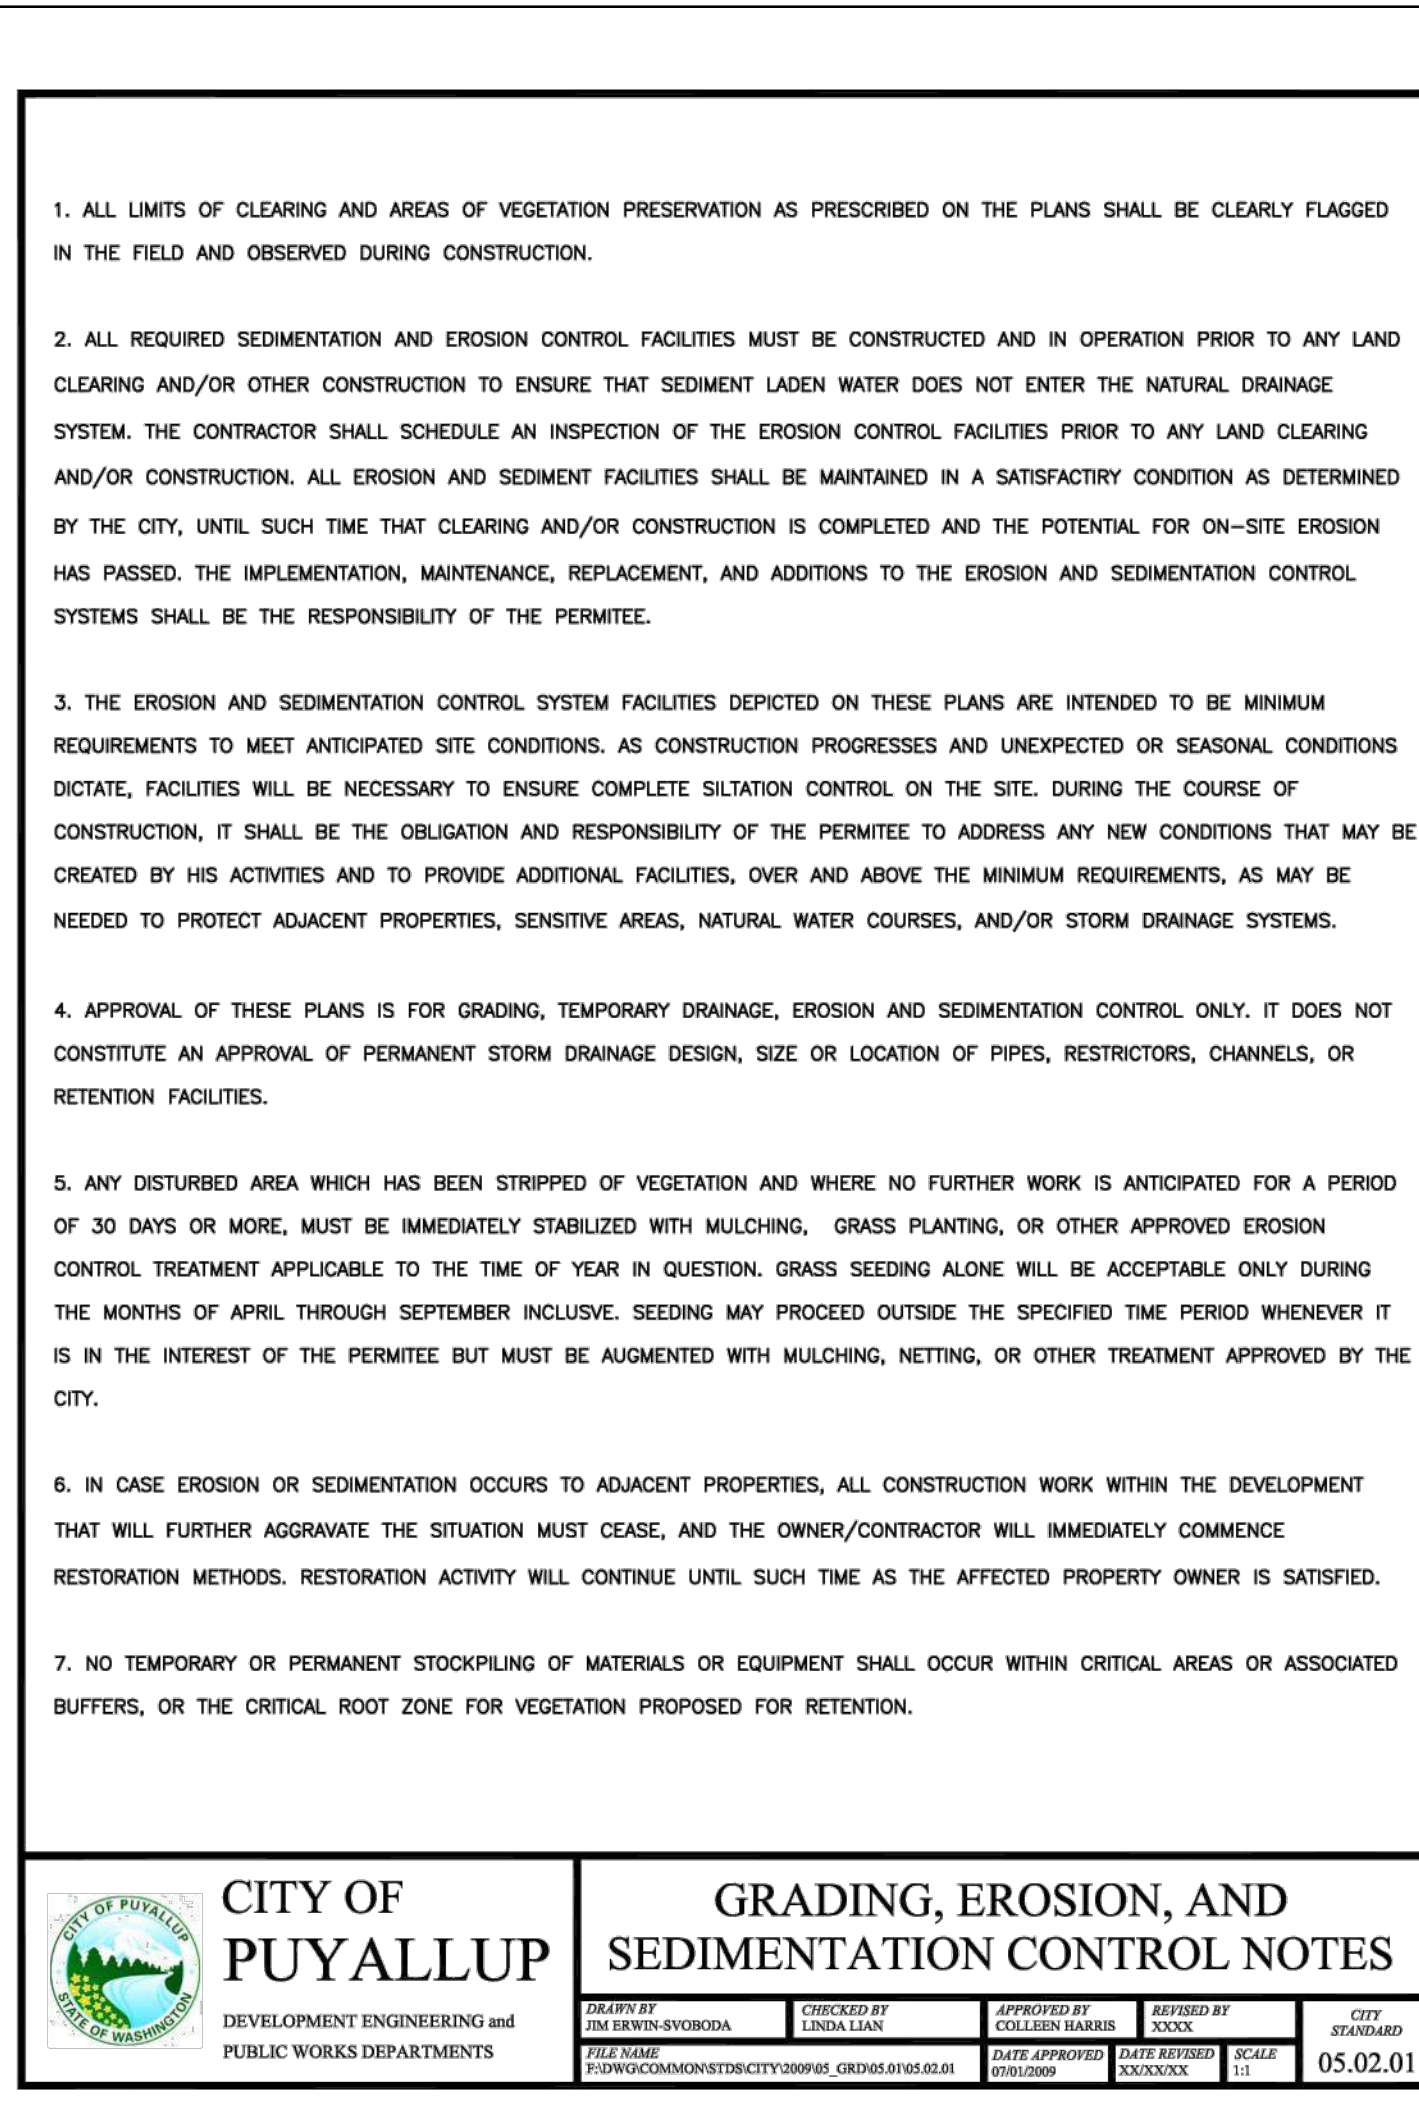 1. ALL LIMITS OF CLEARING AND AREAS OF VEGETATION PRESERVATION AS PRESCRIBED ON THE PLANS SHALL BE CLEARLY FLAGGED
IN THE FIELD AND OBSERVED DURING CONSTRUCTION.
2. ALL REQUIRED SEDIMENTATION AND EROSION CONTROL FACILITIES MUST BE CONSTRUCTED AND IN OPERATION PRIOR TO ANY LAND
CLEARING AND/OR OTHER CONSTRUCTION TO ENSURE THAT SEDIMENT LADEN WATER DOES NOT ENTER THE NATURAL DRAINAGE
SYSTEM. THE CONTRACTOR SHALL SCHEDULE AN INSPECTION OF THE EROSION CONTROL FACILITIES PRIOR TO ANY LAND CLEARING
AND/OR CONSTRUCTION. ALL EROSION AND SEDIMENT FACILITIES SHALL BE MAINTAINED IN A SATISFACTIRY CONDITION AS DETERMINED
BY THE CITY, UNTIL SUCH TIME THAT CLEARING AND/OR CONSTRUCTION IS COMPLETED AND THE POTENTIAL FOR ON-SITE EROSION
HAS PASSED. THE IMPLEMENTATION, MAINTENANCE, REPLACEMENT, AND ADDITIONS TO THE EROSION AND SEDIMENTATION CONTROL
SYSTEMS SHALL BE THE RESPONSIBILITY OF THE PERMITEE.
3. THE EROSION AND SEDIMENTATION CONTROL SYSTEM FACILITIES DEPICTED ON THESE PLANS ARE INTENDED TO BE MINIMUM
REQUIREMENTS TO MEET ANTICIPATED SITE CONDITIONS. AS CONSTRUCTION PROGRESSES AND UNEXPECTED OR SEASONAL CONDITIONS
DICTATE, FACILITIES WILL BE NECESSARY TO ENSURE COMPLETE SILTATION CONTROL ON THE SITE. DURING THE COURSE OF
CONSTRUCTION, IT SHALL BE THE OBLIGATION AND RESPONSIBILITY OF THE PERMITEE TO ADDRESS ANY NEW CONDITIONS THAT MAY BE
CREATED BY HIS ACTIVITIES AND TO PROVIDE ADDITIONAL FACILITIES, OVER AND ABOVE THE MINIMUM REQUIREMENTS, AS MAY BE
NEEDED TO PROTECT ADJACENT PROPERTIES, SENSITIVE AREAS, NATURAL WATER COURSES, AND/OR STORM DRAINAGE SYSTEMS.
4. APPROVAL OF THESE PLANS IS FOR GRADING, TEMPORARY DRAINAGE, EROSION AND SEDIMENTATION CONTROL ONLY. IT DOES NOT
CONSTITUTE AN APPROVAL OF PERMANENT STORM DRAINAGE DESIGN, SIZE OR LOCATION OF PIPES, RESTRICTORS, CHANNELS, OR
RETENTION FACILITIES.
5. ANY DISTURBED AREA WHICH HAS BEEN STRIPPED OF VEGETATION AND WHERE NO FURTHER WORK IS ANTICIPATED FOR A PERIOD
OF 30 DAYS OR MORE, MUST BE IMMEDIATELY STABILIZED WITH MULCHING, GRASS PLANTING, OR OTHER APPROVED EROSION
CONTROL TREATMENT APPLICABLE TO THE TIME OF YEAR IN QUESTION. GRASS SEEDING ALONE WILL BE ACCEPTABLE ONLY DURING
THE MONTHS OF APRIL THROUGH SEPTEMBER INCLUSVE. SEEDING MAY PROCEED OUTSIDE THE SPECIFIED TIME PERIOD WHENEVER IT
IS IN THE INTEREST OF THE PERMITEE BUT MUST BE AUGMENTED WITH MULCHING, NETTING, OR OTHER TREATMENT APPROVED BY THE
CITY.
6. IN CASE EROSION OR SEDIMENTATION OCCURS TO ADJACENT PROPERTIES, ALL CONSTRUCTION WORK WITHIN THE DEVELOPMENT
THAT WILL FURTHER AGGRAVATE THE SITUATION MUST CEASE, AND THE OWNER/CONTRACTOR WILL IMMEDIATELY COMMENCE
RESTORATION METHODS. RESTORATION ACTIVITY WILL CONTINUE UNTIL SUCH TIME AS THE AFFECTED PROPERTY OWNER IS SATISFIED.
7. NO TEMPORARY OR PERMANENT STOCKPILING OF MATERIALS OR EQUIPMENT SHALL OCCUR WITHIN CRITICAL AREAS OR ASSOCIATED
BUFFERS, OR THE CRITICAL ROOT ZONE FOR VEGETATION PROPOSED FOR RETENTION.
CITY OF PUYALLUP
STATE OF WASHINGTON
CITY OF
PUYALLUP
DEVELOPMENT ENGINEERING and
PUBLIC WORKS DEPARTMENTS
GRADING, EROSION, AND
SEDIMENTATION CONTROL NOTES
DRAWN BY
JIM ERWIN-SVOBODA
CHECKED BY
LINDA LIAN
APPROVED BY
COLLEEN HARRIS
REVISED BY
XXXX
FILE NAME
F:\DWG\COMMON\STDS\CITY\2009\05_GRD\05.01\05.02.01
DATE APPROVED
07/01/2009
DATE REVISED
XX/XX/XX
SCALE
1:1
CITY
STANDARD
05.02.01